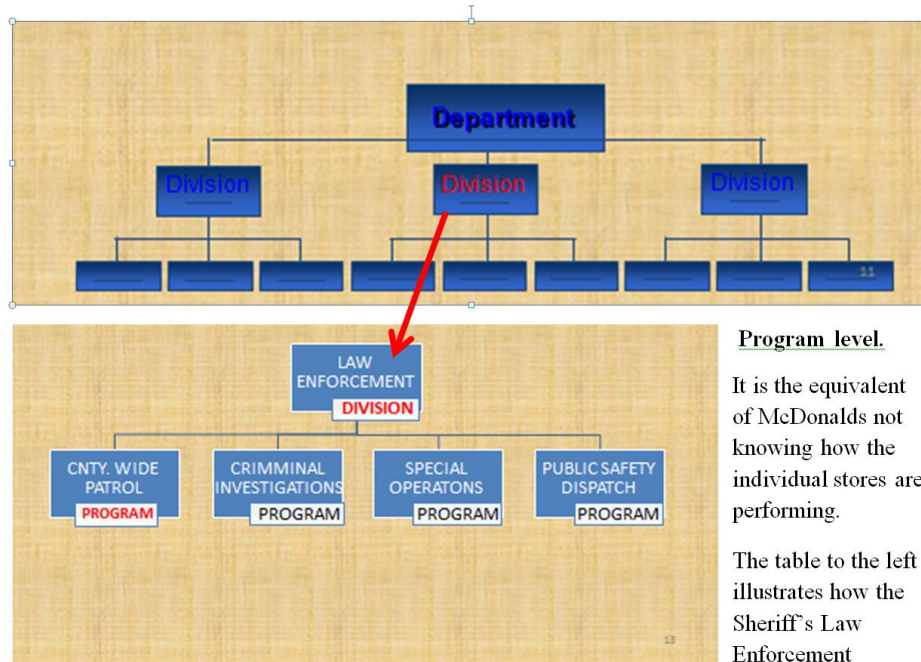 Department
Division
Division
Division
11
LAW
ENFORCEMENT
DIVISION
CNTY. WIDE
PATROL
PROGRAM
CRIMMINAL
INVESTIGATIONS
PROGRAM
SPECIAL
OPERATONS
PROGRAM
PUBLIC SAFETY
DISPATCH
PROGRAM
13
Program level.
It is the equivalent
of McDonalds not
knowing how the
individual stores are
performing.
The table to the left
illustrates how the
Sheriff's Law
Enforcement